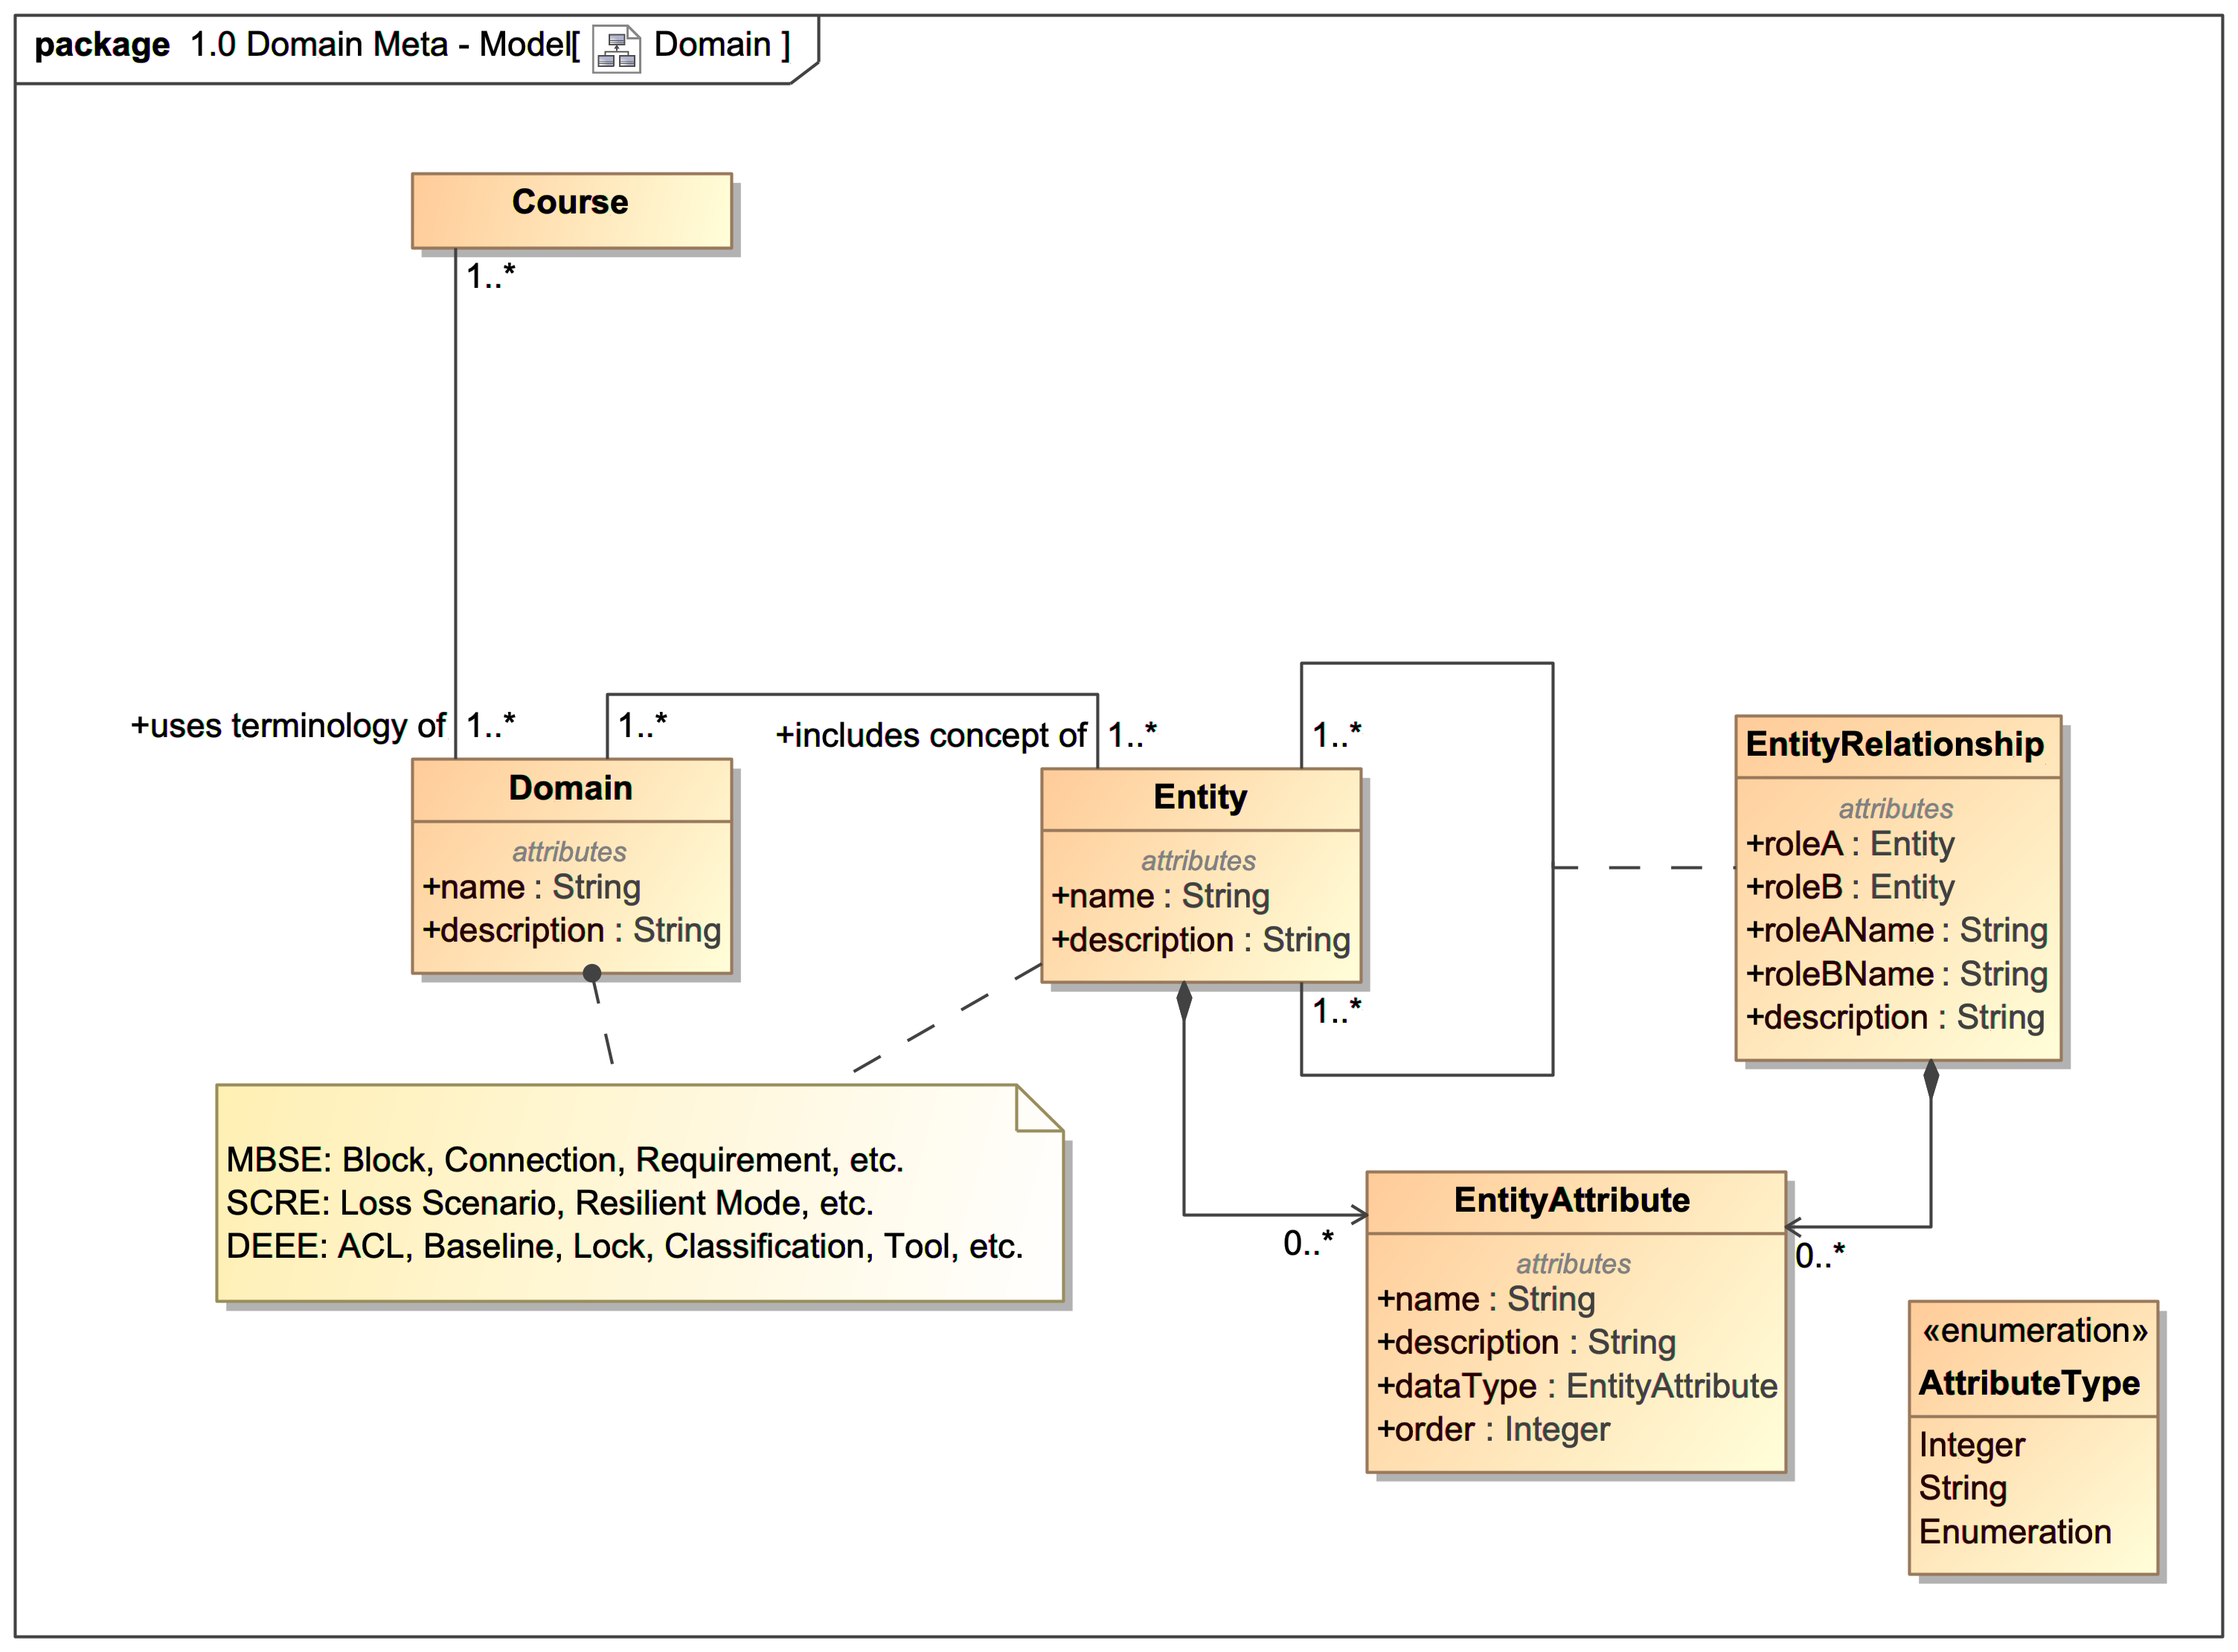 package 1.0 Domain Meta - Model[ Domain ]
Course
1..*
+uses terminology of 1..*
1..*
+includes concept of 1..*
1..*
Domain
attributes
+name : String
+description : String
Entity
attributes
+name : String
+description : String
1..*
EntityRelationship
attributes
+roleA : Entity
+roleB : Entity
+roleAName : String
+roleBName : String
+description : String
MBSE: Block, Connection, Requirement, etc.
SCRE: Loss Scenario, Resilient Mode, etc.
DEEE: ACL, Baseline, Lock, Classification, Tool, etc.
0..*
EntityAttribute
attributes
+name : String
+description : String
+dataType : EntityAttribute
+order : Integer
0..*
«enumeration»
AttributeType
Integer
String
Enumeration